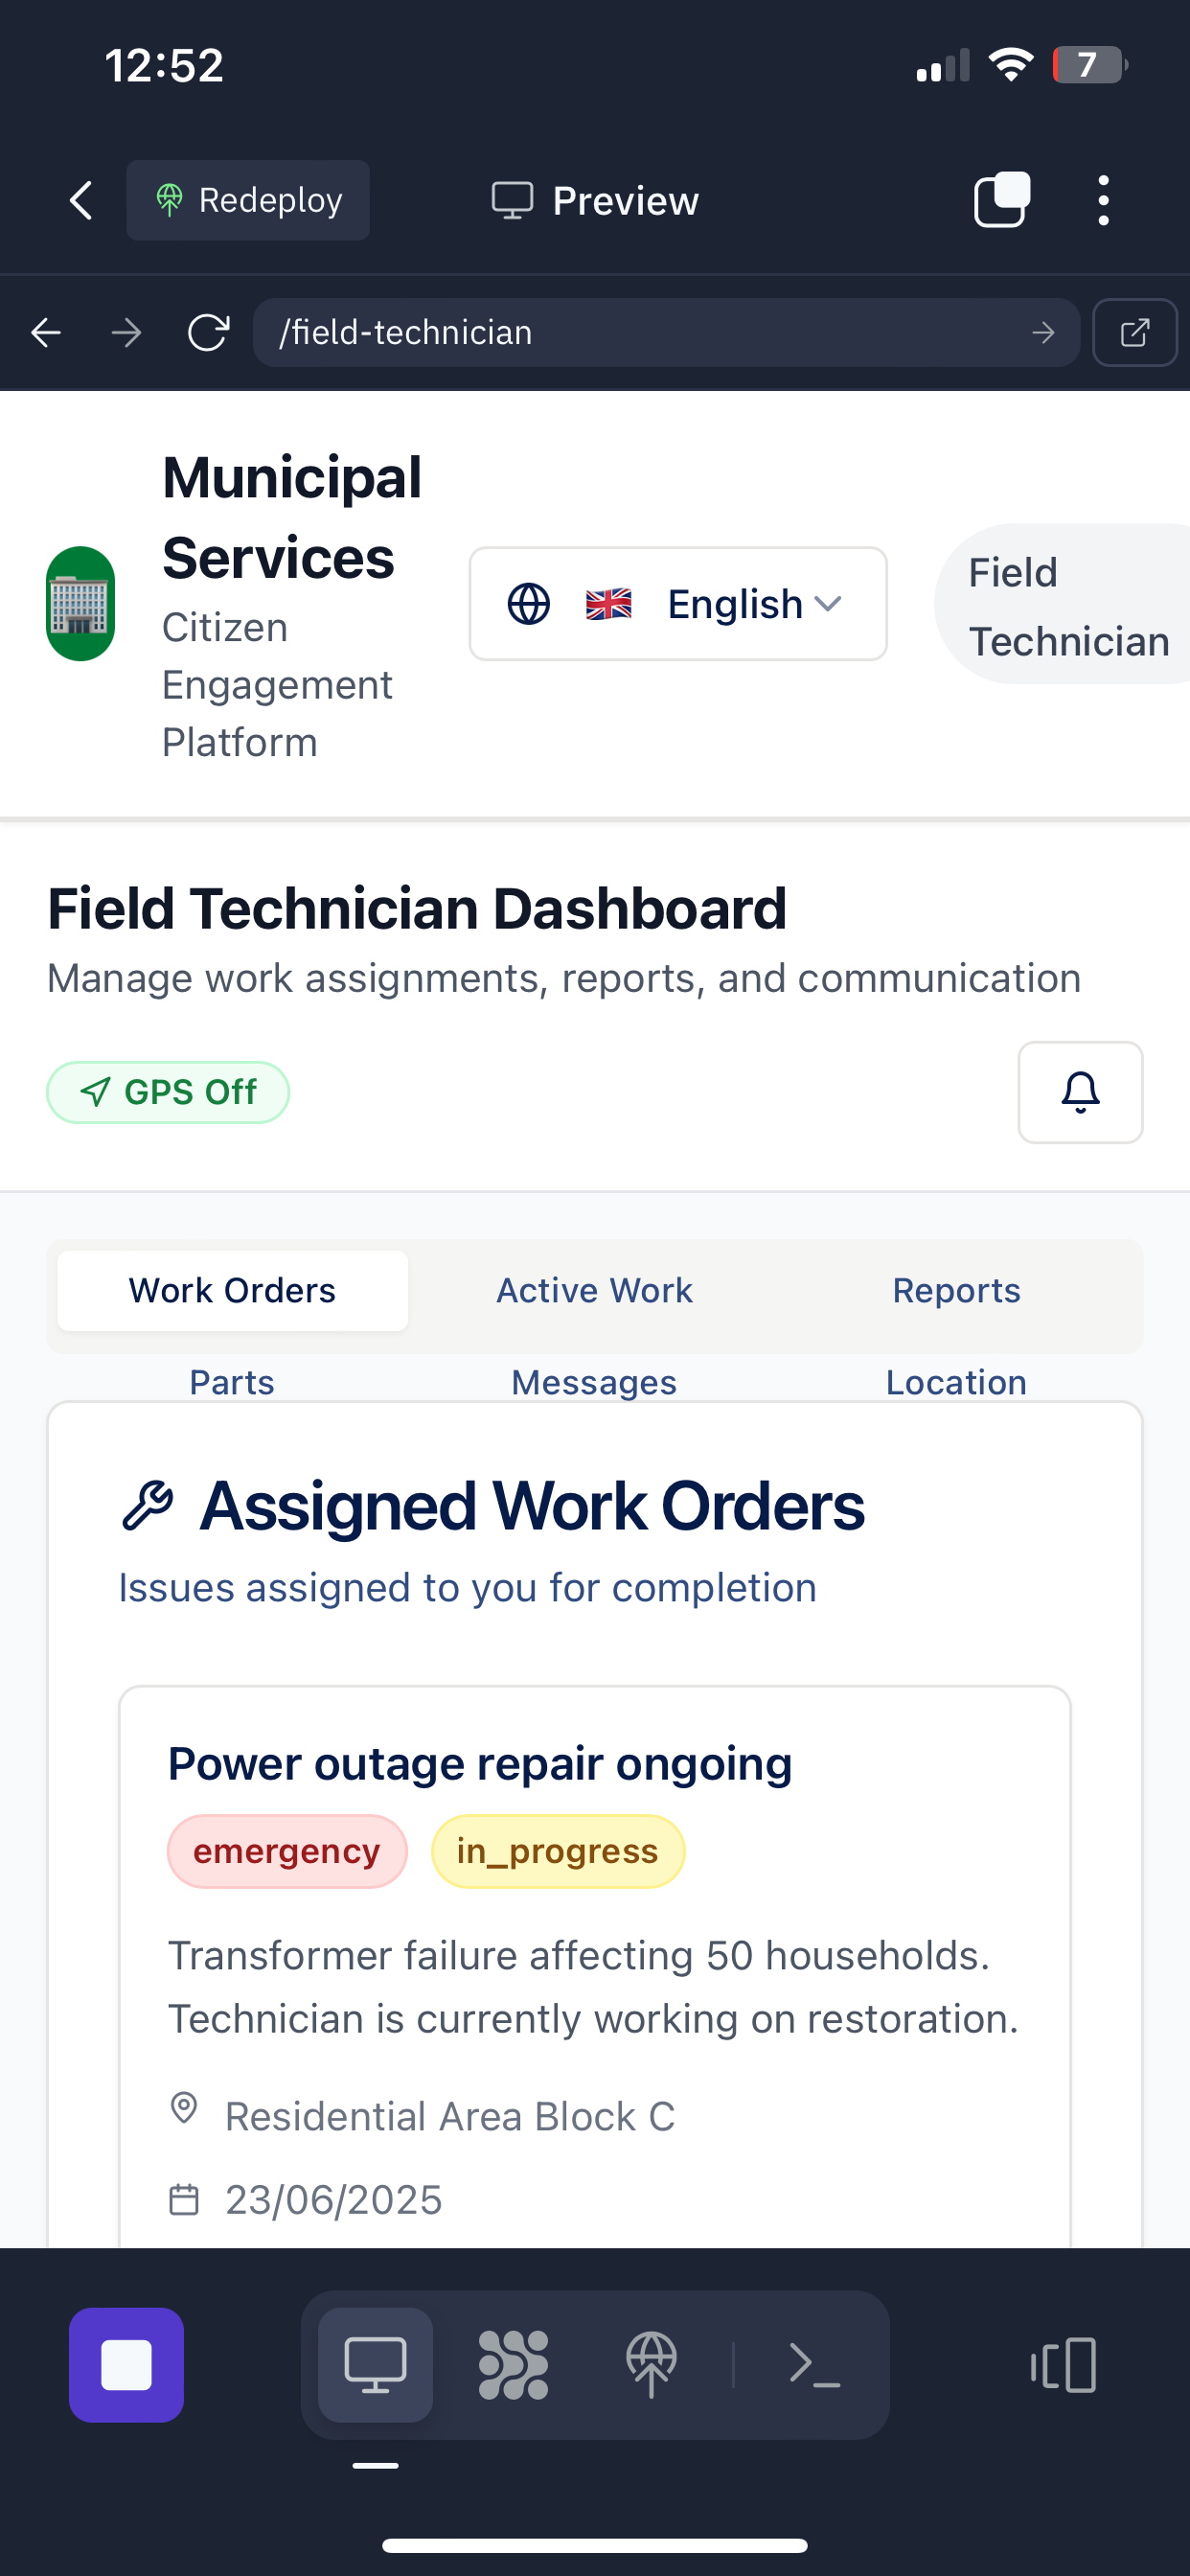 12:52
7
Redeploy
Preview
/field-technician
Municipal
Services
Citizen
Engagement
Platform
English
Field
Technician
Field Technician Dashboard
Manage work assignments, reports, and communication
GPS Off
Work Orders
Active Work
Reports
Parts
Messages
Location
Assigned Work Orders
Issues assigned to you for completion
Power outage repair ongoing
emergency
in_progress
Transformer failure affecting 50 households.
Technician is currently working on restoration.
Residential Area Block C
23/06/2025